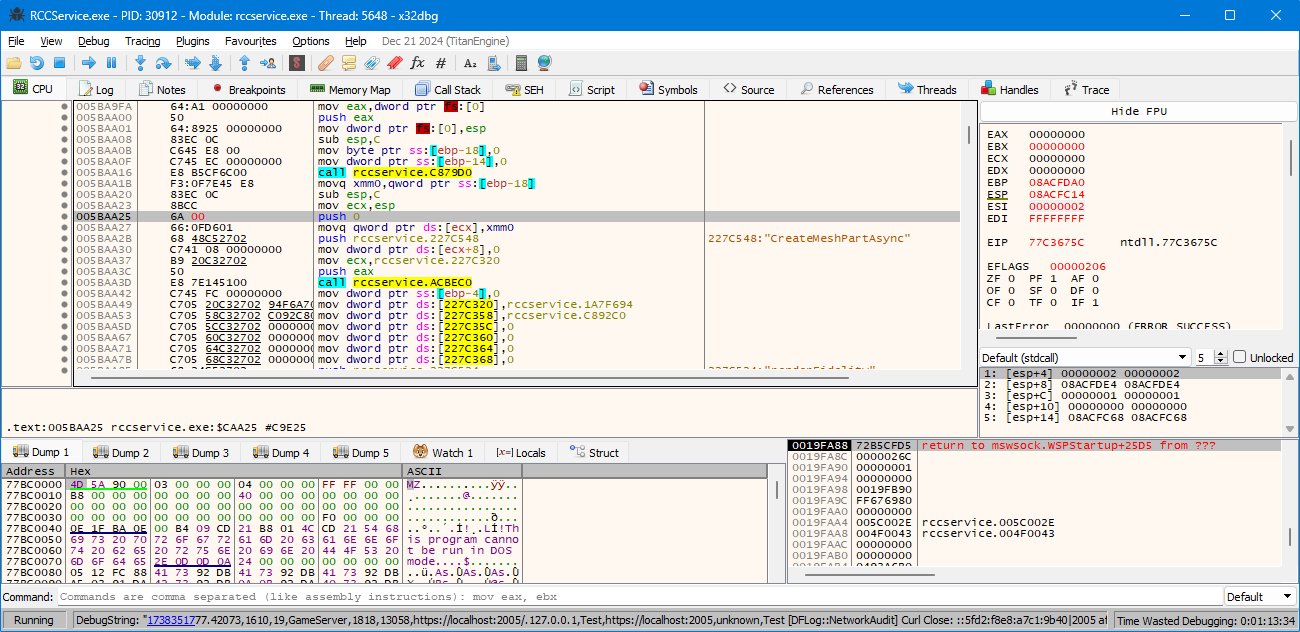 RCCService.exe - PID: 30912 - Module: rccservice.exe - Thread: 5648 - x32dbg
File View Debug Tracing Plugins Favourites Options Help Dec 21 2024 (TitanEngine)
CPU Log Notes Breakpoints Memory Map Call Stack SEH Script Symbols Source References Threads Handles Trace
005BA9FA 64:A1 00000000 mov eax,dword ptr fs:[0]
005BAA00 50 push eax
005BAA01 64:8925 00000000 mov dword ptr fs:[0],esp
005BAA08 83EC 0C sub esp,C
005BAA0B C645 E8 00 mov byte ptr ss:[ebp-18],0
005BAA0F C745 EC 00000000 mov dword ptr ss:[ebp-14],0
005BAA16 E8 B5CF6C00 call rccservice.C879D0
005BAA1B F3:0F7E45 E8 movq xmm0,qword ptr ss:[ebp-18]
005BAA20 83EC 0C sub esp,C
005BAA23 8BCC mov ecx,esp
005BAA25 6A 00 push 0
005BAA27 66:0FD601 movq qword ptr ds:[ecx],xmm0
005BAA2B 68 48C52702 push rccservice.227C548 227C548:"CreateMeshPartAsync"
005BAA30 C741 08 00000000 mov dword ptr ds:[ecx+8],0
005BAA37 B9 20C32702 mov ecx,rccservice.227C320
005BAA3C 50 push eax
005BAA3D E8 7E145100 call rccservice.ACBEC0
005BAA42 C745 FC 00000000 mov dword ptr ss:[ebp-4],0
005BAA49 C705 20C32702 94F6A70 mov dword ptr ds:[227C320],rccservice.1A7F694
005BAA53 C705 58C32702 C092C80 mov dword ptr ds:[227C358],rccservice.C892C0
005BAA5D C705 5CC32702 0000000 mov dword ptr ds:[227C35C],0
005BAA67 C705 60C32702 0000000 mov dword ptr ds:[227C360],0
005BAA71 C705 64C32702 0000000 mov dword ptr ds:[227C364],0
005BAA7B C705 68C32702 0000000 mov dword ptr ds:[227C368],0
Hide FPU
EAX 00000000
EBX 00000000
ECX 00000000
EDX 00000000
EBP 08ACFDA0
ESP 08ACFC14
ESI 00000002
EDI FFFFFFFF
EIP 77C3675C ntdll.77C3675C
EFLAGS 00000206
ZF 0 PF 1 AF 0
OF 0 SF 0 DF 0
CF 0 TF 0 IF 1
LastError 00000000 (ERROR_SUCCESS)
Default (stdcall) 5 Unlocked
1: [esp+4] 00000002 00000002
2: [esp+8] 08ACFDE4 08ACFDE4
3: [esp+C] 00000001 00000001
4: [esp+10] 00000000 00000000
5: [esp+14] 08ACFC68 08ACFC68
.text:005BAA25 rccservice.exe:$CAA25 #C9E25
Dump 1 Dump 2 Dump 3 Dump 4 Dump 5 Watch 1 [x=] Locals Struct
Address Hex ASCII
77BC0000 4D 5A 90 00 03 00 00 00 04 00 00 00 FF FF 00 00 MZ..........ÿÿ..
77BC0010 B8 00 00 00 00 00 00 00 40 00 00 00 00 00 00 00 ¸.......@.......
77BC0020 00 00 00 00 00 00 00 00 00 00 00 00 00 00 00 00 ................
77BC0030 00 00 00 00 00 00 00 00 00 00 00 00 F0 00 00 00 ............ð...
77BC0040 0E 1F BA 0E 00 B4 09 CD 21 B8 01 4C CD 21 54 68 ..º..´.Í!¸.LÍ!Th
77BC0050 69 73 20 70 72 6F 67 72 61 6D 20 63 61 6E 6E 6F is program canno
77BC0060 74 20 62 65 20 72 75 6E 20 69 6E 20 44 4F 53 20 t be run in DOS
77BC0070 6D 6F 64 65 2E 0D 0D 0A 24 00 00 00 00 00 00 00 mode....$.......
77BC0080 05 12 FC 88 41 73 92 DB 41 73 92 DB 41 73 92 DB ..ü.As.ÛAs.ÛAs.Û
0019FA88 72B5CFD5 return to mswsock.WSPStartup+25D5 from ???
0019FA8C 0000026C
0019FA90 00000001
0019FA94 00000000
0019FA98 0019FB90
0019FA9C FF676980
0019FAA0 00000000
0019FAA4 005C002E rccservice.005C002E
0019FAA8 004F0043 rccservice.004F0043
0019FAAC 00000000
0019FAB0 00000000
Command: Commands are comma separated (like assembly instructions): mov eax, ebx Default
Running DebugString: "1738351777.42073,1610,19,GameServer,1818,13058,https://localhost:2005/.127.0.0.1,Test,https://localhost:2005,unknown,Test [DFLog::NetworkAudit] Curl Close: ::5fd2:f8e8:a7c1:9b40|2005 af Time Wasted Debugging: 0:01:13:34